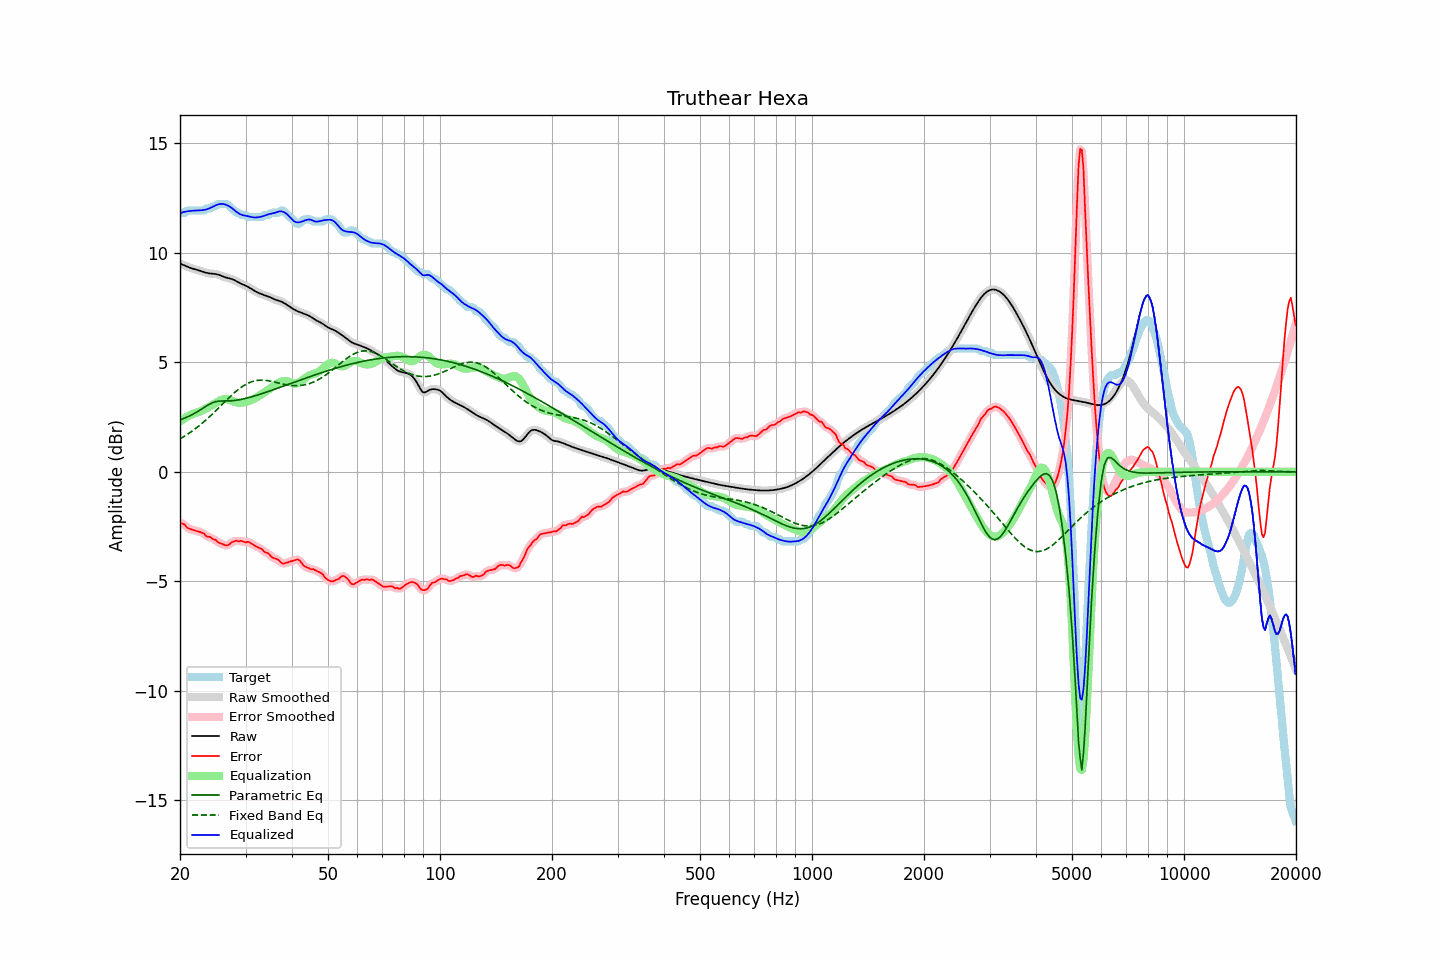 Truthear Hexa
Amplitude (dBr)
15
10
5
0
−5
−10
−15
Target
Raw Smoothed
Error Smoothed
Raw
Error
Equalization
Parametric Eq
Fixed Band Eq
Equalized
20 50 100 200 500 1000 2000 5000 10000 20000
Frequency (Hz)